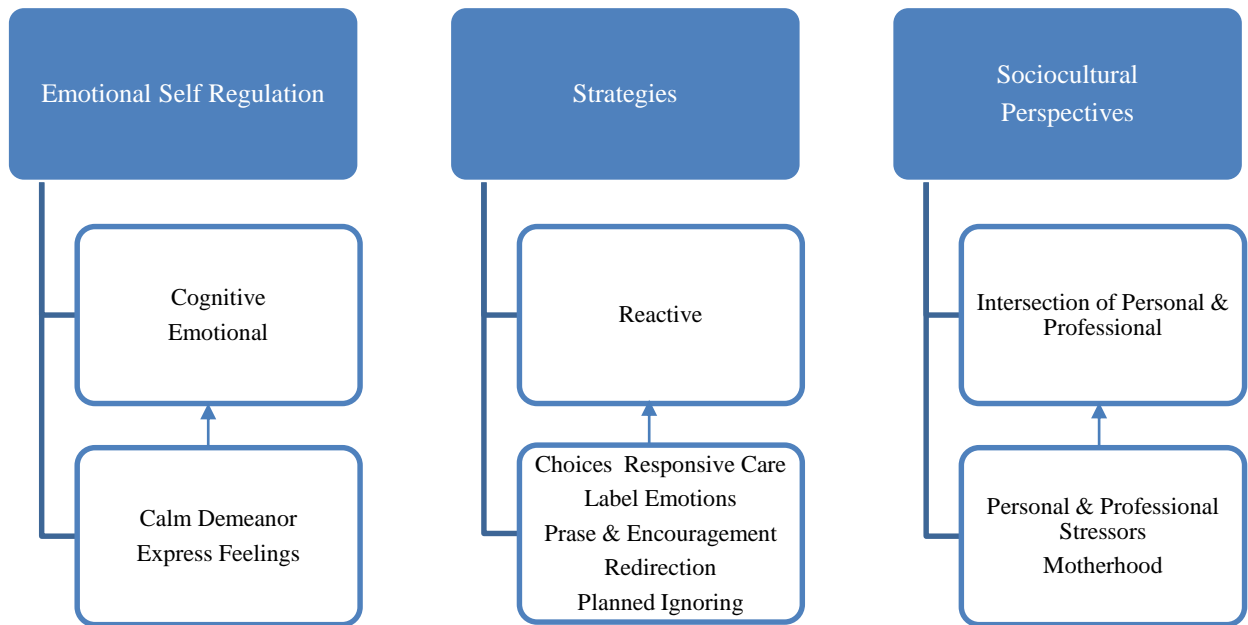 Emotional Self Regulation
Cognitive
Emotional
Calm Demeanor
Express Feelings
Strategies
Reactive
Choices  Responsive Care
Label Emotions
Prase & Encouragement
Redirection
Planned Ignoring
Sociocultural
Perspectives
Intersection of Personal &
Professional
Personal & Professional
Stressors
Motherhood